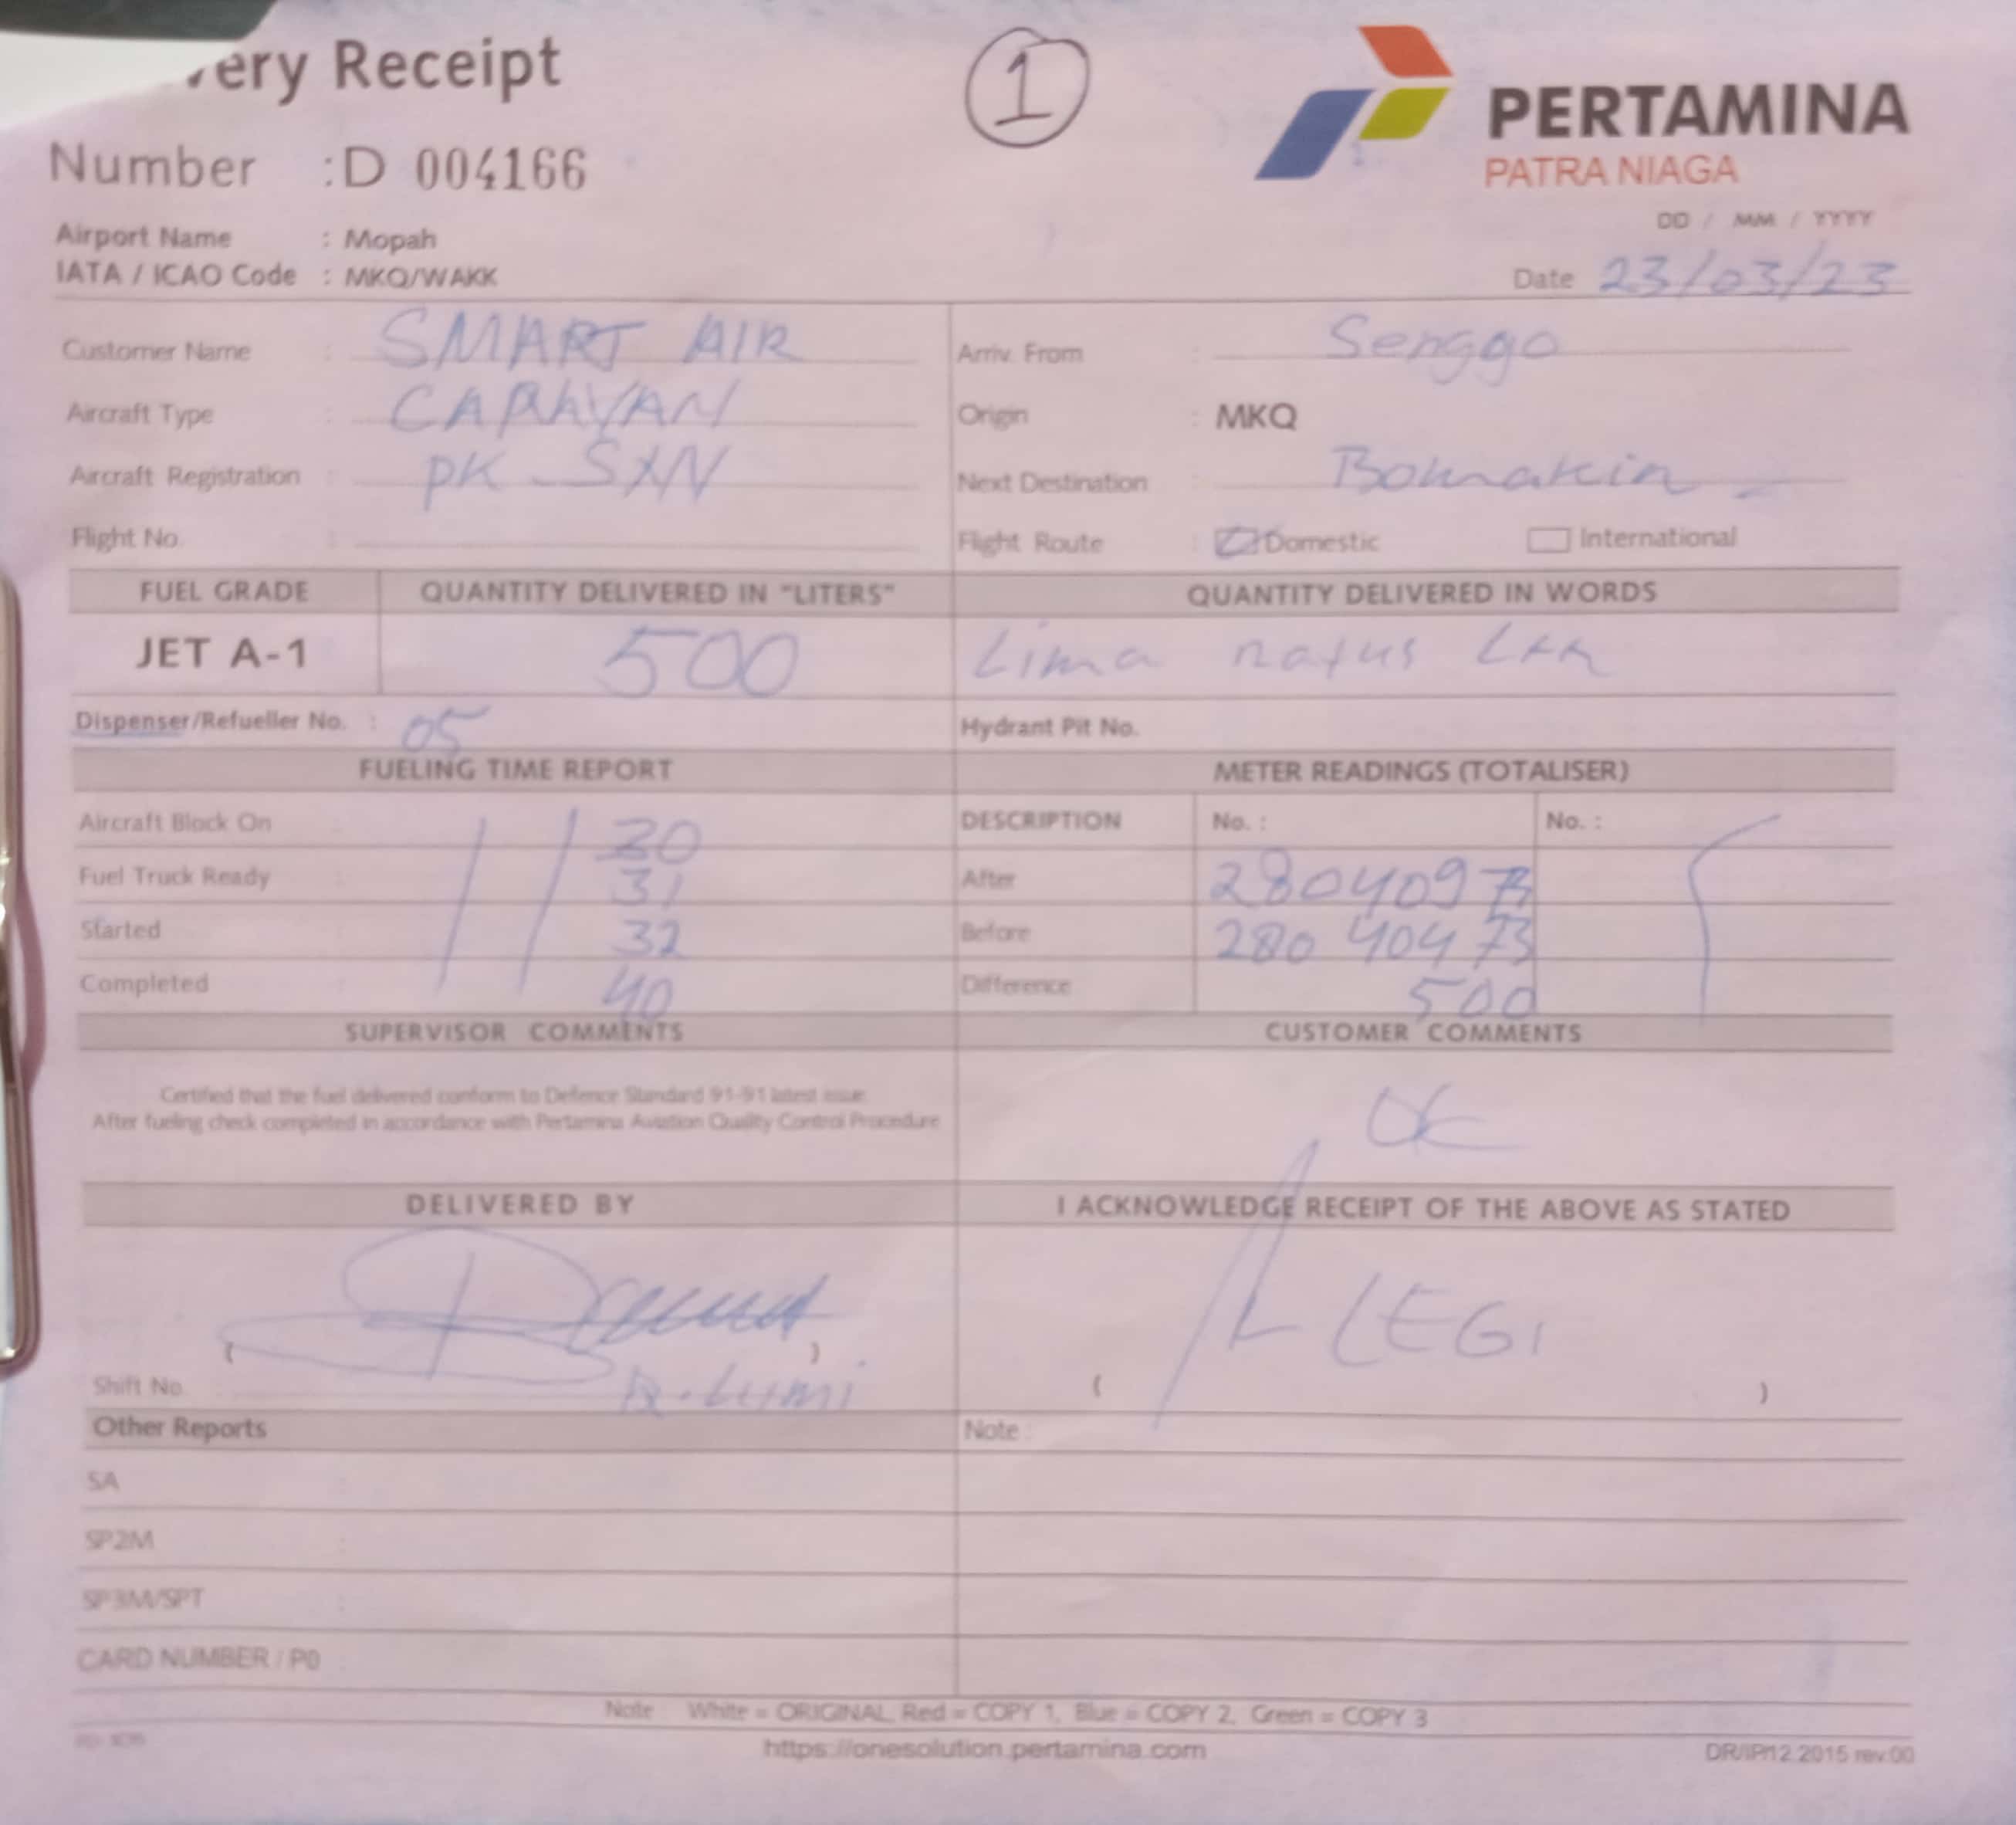 ery Receipt
1
PERTAMINA
PATRA NIAGA
Number : D 004166
DD / MM / YYYY
Airport Name : Mopah
IATA / ICAO Code : MKQ/WAKK
Date 23/03/23
Customer Name : SMART AIR
Arriv. From : Senggo
Aircraft Type : CARAVAN
Origin : MKQ
Aircraft Registration : PK - SXN
Next Destination : Bomakin
Flight No. :
Flight Route : Domestic International
FUEL GRADE QUANTITY DELIVERED IN "LITERS" QUANTITY DELIVERED IN WORDS
JET A-1 500 Lima ratus Ltr
Dispenser/Refueller No. : 05 Hydrant Pit No.
FUELING TIME REPORT METER READINGS (TOTALISER)
Aircraft Block On : 30 DESCRIPTION No. : No. :
Fuel Truck Ready : 31 After 28040973
Started 32 Before 28040473
Completed 40 Difference 500
SUPERVISOR COMMENTS CUSTOMER COMMENTS
Certified that the fuel delivered conform to Defence Standard 91-91 latest issue
After fueling check completed in accordance with Pertamina Aviation Quality Control Procedure
OK
DELIVERED BY I ACKNOWLEDGE RECEIPT OF THE ABOVE AS STATED
LEGI
( )
Shift No. ( )
Other Reports Note :
SA
SP2M :
SP3M/SPT :
CARD NUMBER / PO
Note : White = ORIGINAL, Red = COPY 1, Blue = COPY 2, Green = COPY 3
https://onesolution.pertamina.com
DR/IP/12.2015 rev.00